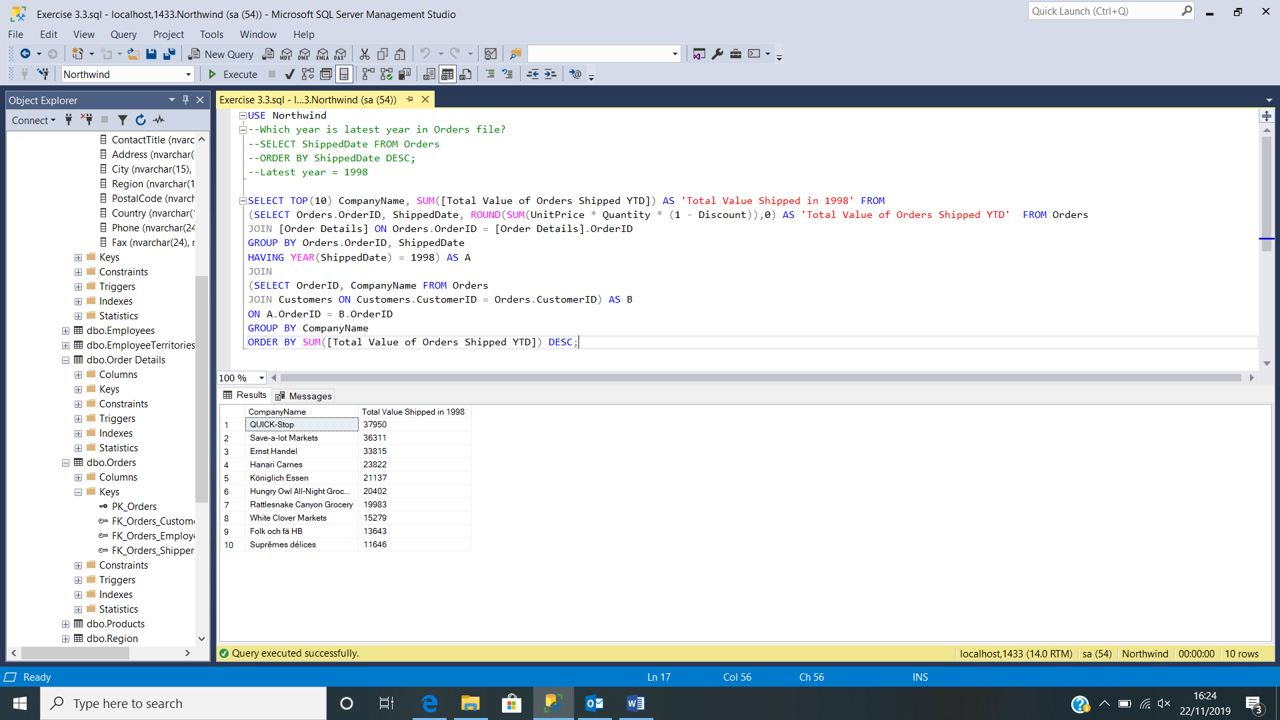 Exercise 3.3.sql - localhost,1433.Northwind (sa (54)) - Microsoft SQL Server Management Studio
Quick Launch (Ctrl+Q)
File Edit View Query Project Tools Window Help
New Query
Northwind
Execute
Object Explorer
Connect
ContactTitle (nvarc
Address (nvarchar(
City (nvarchar(15),
Region (nvarchar(1
PostalCode (nvarch
Country (nvarchar(
Phone (nvarchar(24
Fax (nvarchar(24), n
Keys
Constraints
Triggers
Indexes
Statistics
dbo.Employees
dbo.EmployeeTerritories
dbo.Order Details
Columns
Keys
Constraints
Triggers
Indexes
Statistics
dbo.Orders
Columns
Keys
PK_Orders
FK_Orders_Custome
FK_Orders_Employe
FK_Orders_Shipper
Constraints
Triggers
Indexes
Statistics
dbo.Products
dbo.Region
Exercise 3.3.sql - l...3.Northwind (sa (54))
USE Northwind
--Which year is latest year in Orders file?
--SELECT ShippedDate FROM Orders
--ORDER BY ShippedDate DESC;
--Latest year = 1998
SELECT TOP(10) CompanyName, SUM([Total Value of Orders Shipped YTD]) AS 'Total Value Shipped in 1998' FROM
(SELECT Orders.OrderID, ShippedDate, ROUND(SUM(UnitPrice * Quantity * (1 - Discount)),0) AS 'Total Value of Orders Shipped YTD' FROM Orders
JOIN [Order Details] ON Orders.OrderID = [Order Details].OrderID
GROUP BY Orders.OrderID, ShippedDate
HAVING YEAR(ShippedDate) = 1998) AS A
JOIN
(SELECT OrderID, CompanyName FROM Orders
JOIN Customers ON Customers.CustomerID = Orders.CustomerID) AS B
ON A.OrderID = B.OrderID
GROUP BY CompanyName
ORDER BY SUM([Total Value of Orders Shipped YTD]) DESC;
100 %
Results Messages
CompanyName Total Value Shipped in 1998
1 QUICK-Stop 37950
2 Save-a-lot Markets 36311
3 Ernst Handel 33815
4 Hanari Carnes 23822
5 Königlich Essen 21137
6 Hungry Owl All-Night Groc... 20402
7 Rattlesnake Canyon Grocery 19983
8 White Clover Markets 15279
9 Folk och fä HB 13643
10 Suprêmes délices 11646
Query executed successfully.
localhost,1433 (14.0 RTM) sa (54) Northwind 00:00:00 10 rows
Ready Ln 17 Col 56 Ch 56 INS
Type here to search
16:24
22/11/2019
3